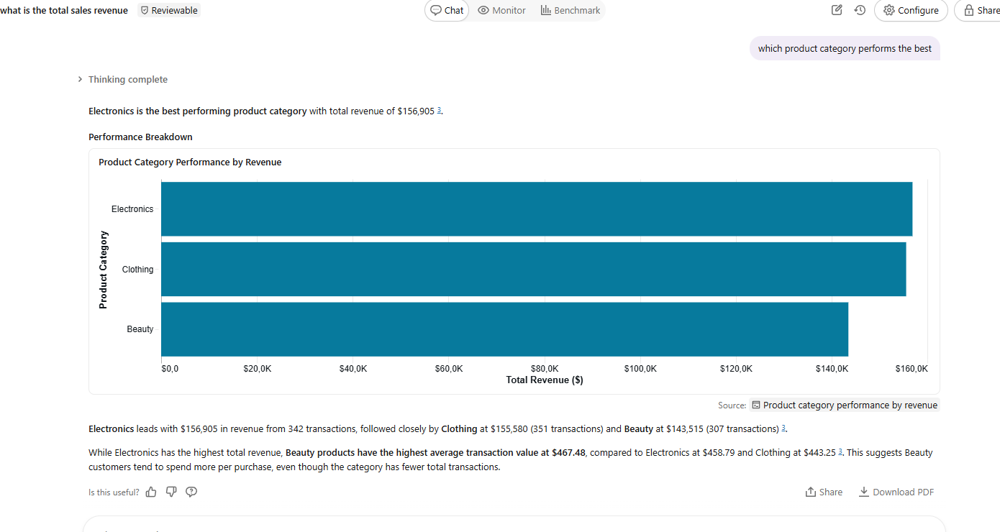 what is the total sales revenue Reviewable Chat Monitor Benchmark Configure Share
which product category performs the best
Thinking complete
Electronics is the best performing product category with total revenue of $156,905 3.
Performance Breakdown
Product Category Performance by Revenue
Product Category
Electronics
Clothing
Beauty
$0,0 $20,0K $40,0K $60,0K $80,0K $100,0K $120,0K $140,0K $160,0K
Total Revenue ($)
Source: Product category performance by revenue
Electronics leads with $156,905 in revenue from 342 transactions, followed closely by Clothing at $155,580 (351 transactions) and Beauty at $143,515 (307 transactions) 3.
While Electronics has the highest total revenue, Beauty products have the highest average transaction value at $467.48, compared to Electronics at $458.79 and Clothing at $443.25 3. This suggests Beauty
customers tend to spend more per purchase, even though the category has fewer total transactions.
Is this useful? Share Download PDF